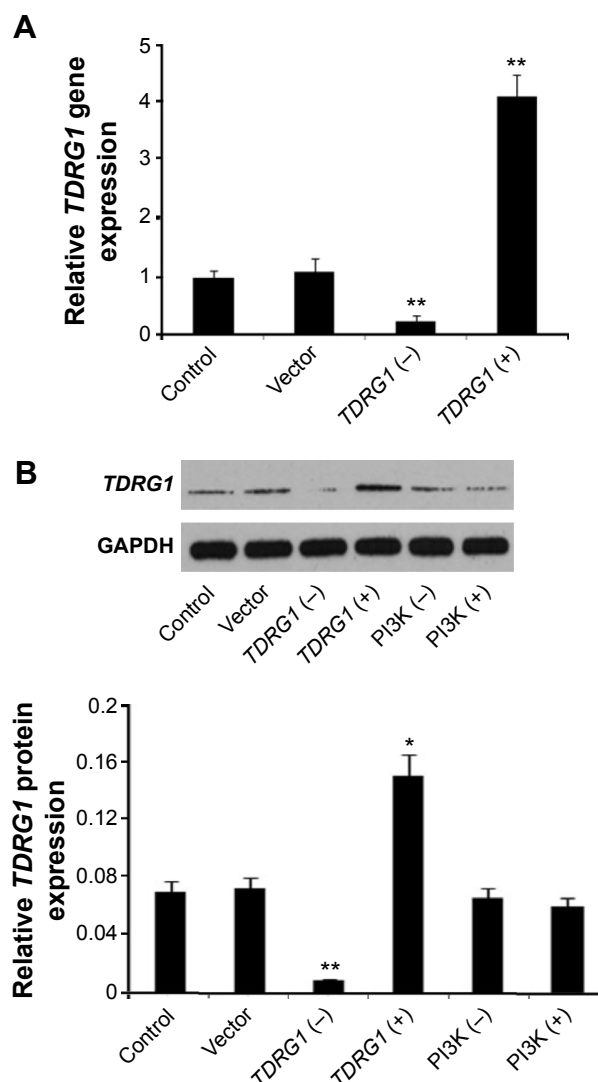 A
Relative TDRG1 gene
expression
5
4
3
2
1
0
**
**
Control
Vector
TDRG1 (–)
TDRG1 (+)
B
TDRG1
GAPDH
Control
Vector
TDRG1 (–)
TDRG1 (+)
PI3K (–)
PI3K (+)
Relative TDRG1 protein
expression
0.2
0.16
0.12
0.08
0.04
0
**
*
Control
Vector
TDRG1 (–)
TDRG1 (+)
PI3K (–)
PI3K (+)